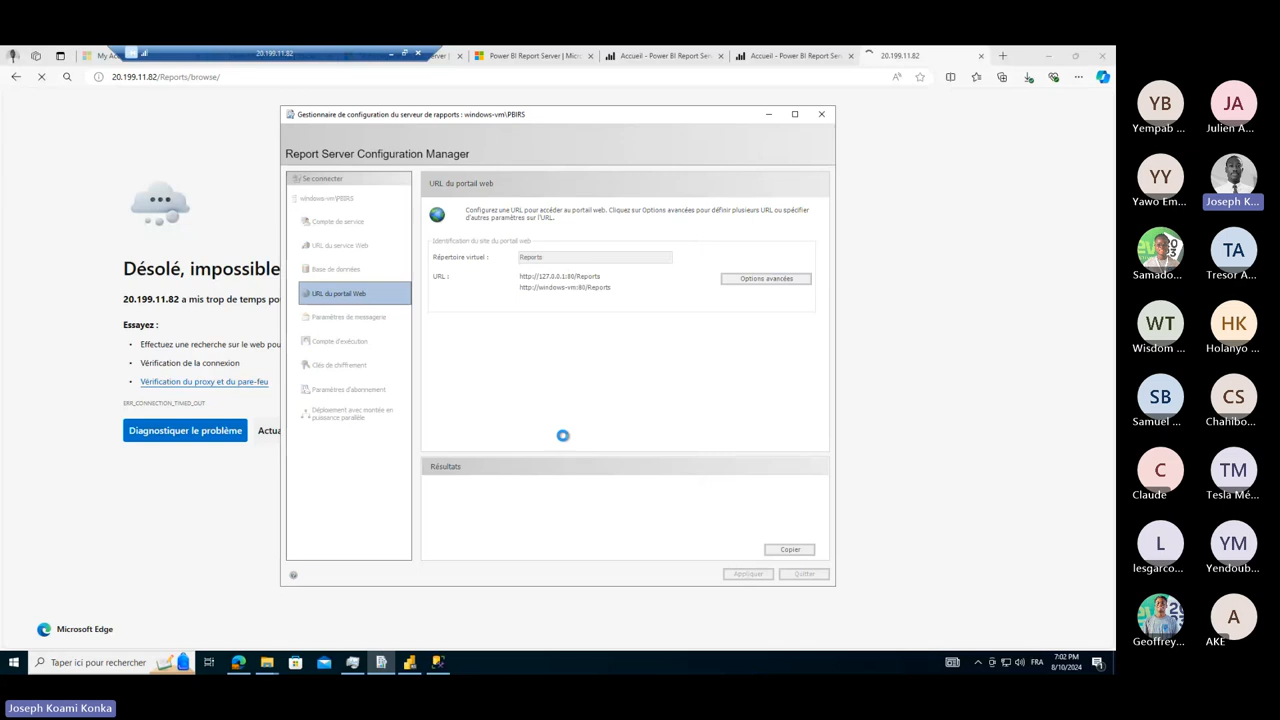 20.199.11.82
My Ac
Power BI Report Server | Micros
Accueil - Power BI Report Serve
Accueil - Power BI Report Serve
20.199.11.82
20.199.11.82/Reports/browse/
Gestionnaire de configuration du serveur de rapports : windows-vm\PBIRS
Report Server Configuration Manager
Se connecter
windows-vm\PBIRS
Compte de service
URL du service Web
Base de données
URL du portail Web
Paramètres de messagerie
Compte d'exécution
Clés de chiffrement
Paramètres d'abonnement
Déploiement avec montée en
puissance parallèle
URL du portail web
Configurez une URL pour accéder au portail web. Cliquez sur Options avancées pour définir plusieurs URL ou spécifier
d'autres paramètres sur l'URL.
Identification du site du portail web
Répertoire virtuel :
Reports
URL :
http://127.0.0.1:80/Reports
http://windows-vm:80/Reports
Options avancées
Résultats
Copier
Appliquer
Quitter
Désolé, impossible
20.199.11.82 a mis trop de temps po
Essayez :
• Effectuez une recherche sur le web pou
• Vérification de la connexion
• Vérification du proxy et du pare-feu
ERR_CONNECTION_TIMED_OUT
Diagnostiquer le problème
Actua
Microsoft Edge
Taper ici pour rechercher
FRA
7:02 PM
8/10/2024
1
YB
Yempab ...
JA
Julien A...
YY
Yawo Em...
Joseph K...
Samado...
TA
Tresor A...
WT
Wisdom ...
HK
Holanyo ...
SB
Samuel ...
CS
Chahibo...
C
Claude
TM
Tesla Mé...
L
lesgarco...
YM
Yendoub...
Geoffrey...
A
AKE
Joseph Koami Konka